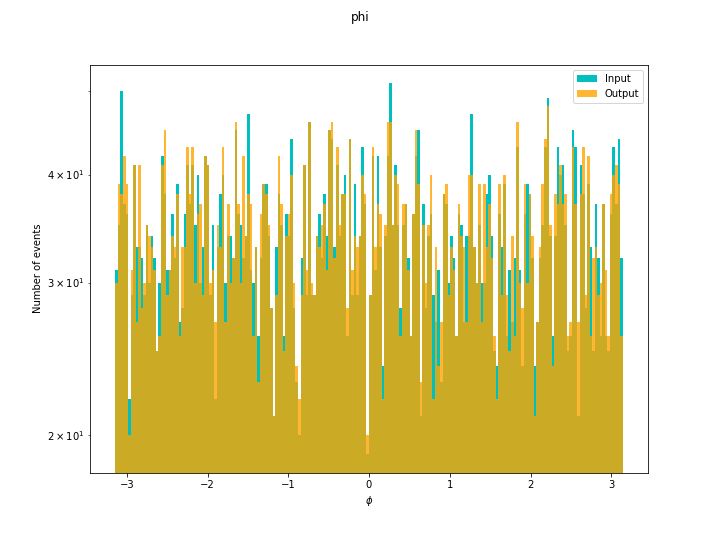 phi
Input
Output
Number of events
4 × 10¹
3 × 10¹
2 × 10¹
−3 −2 −1 0 1 2 3
ϕ